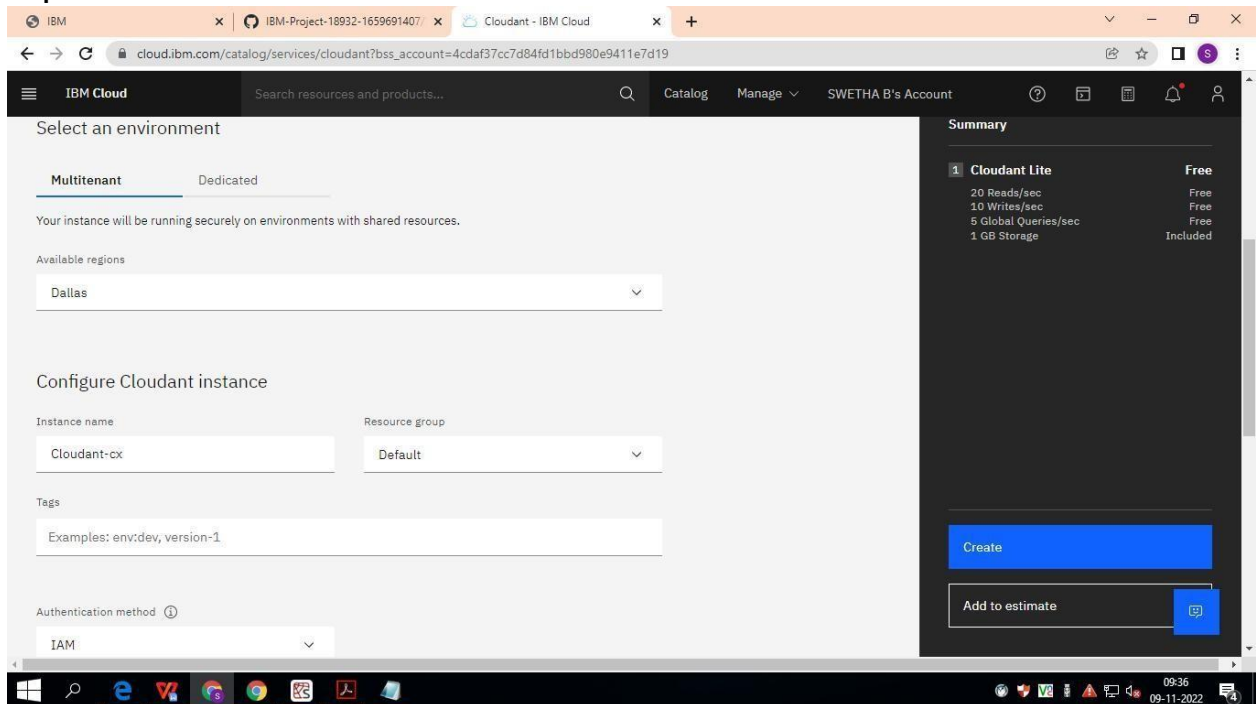 IBM
IBM-Project-18932-1659691407/
Cloudant - IBM Cloud
cloud.ibm.com/catalog/services/cloudant?bss_account=4cdaf37cc7d84fd1bbd980e9411e7d19
S
IBM Cloud
Search resources and products...
Catalog
Manage
SWETHA B's Account
Select an environment
Multitenant
Dedicated
Your instance will be running securely on environments with shared resources.
Available regions
Dallas
Configure Cloudant instance
Instance name
Resource group
Cloudant-cx
Default
Tags
Examples: env:dev, version-1
Authentication method
IAM
Summary
1 Cloudant Lite Free
20 Reads/sec Free
10 Writes/sec Free
5 Global Queries/sec Free
1 GB Storage Included
Create
Add to estimate
09:36
09-11-2022
4